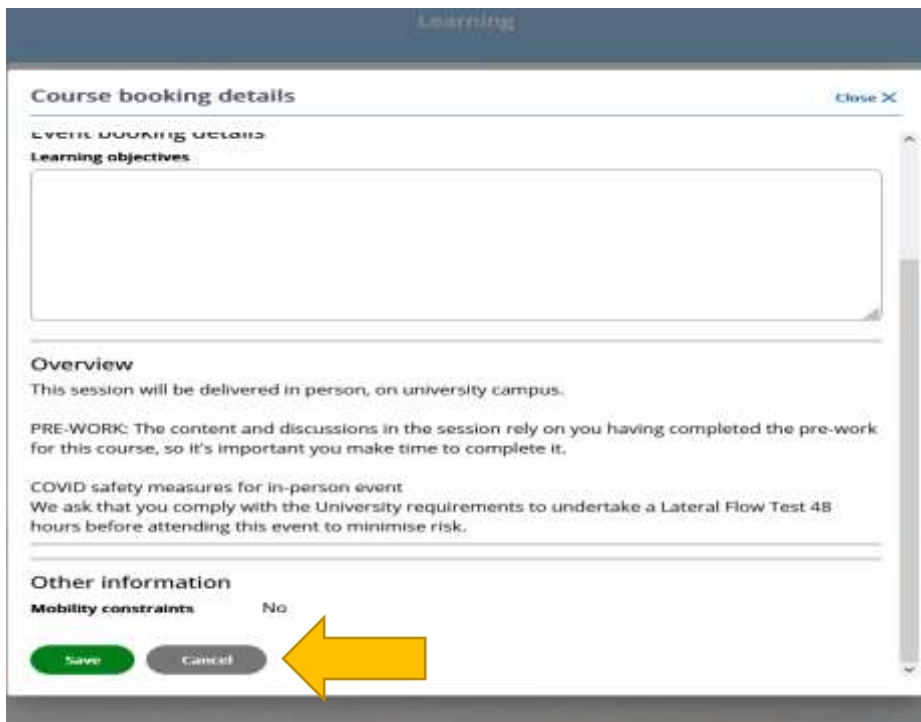 Learning
Course booking details
Close X
Event booking details
Learning objectives
Overview
This session will be delivered in person, on university campus.
PRE-WORK: The content and discussions in the session rely on you having completed the pre-work
for this course, so it's important you make time to complete it.
COVID safety measures for in-person event
We ask that you comply with the University requirements to undertake a Lateral Flow Test 48
hours before attending this event to minimise risk.
Other information
Mobility constraints No
Save Cancel